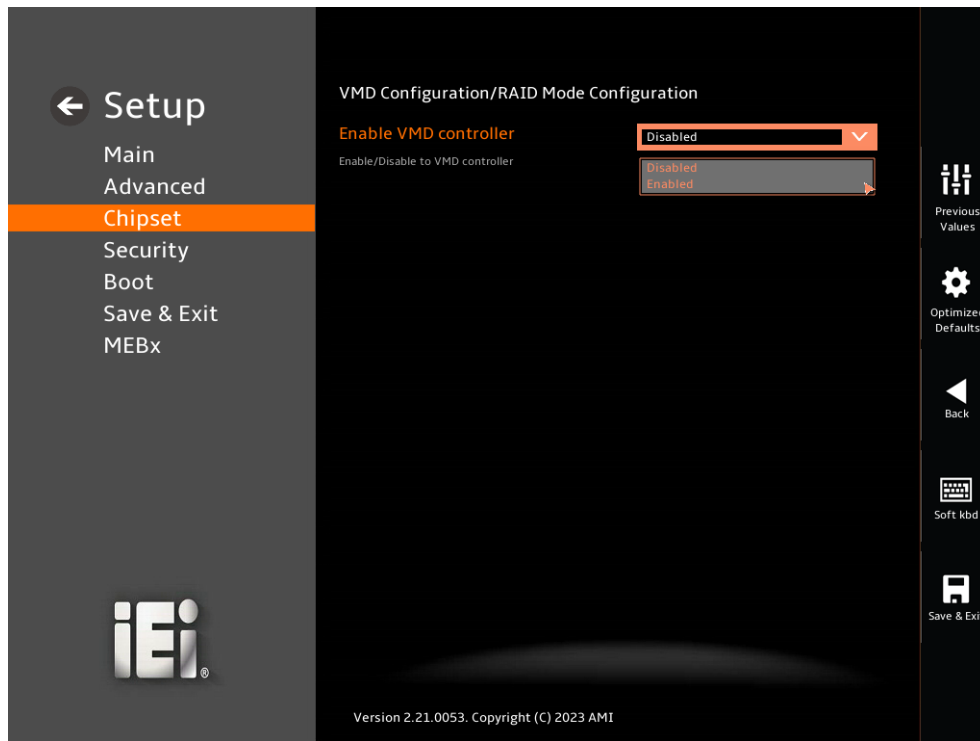 Setup
Main
Advanced
Chipset
Security
Boot
Save & Exit
MEBx
iEi®
VMD Configuration/RAID Mode Configuration
Enable VMD controller
Disabled
Enable/Disable to VMD controller
Disabled
Enabled
Version 2.21.0053. Copyright (C) 2023 AMI
Previous
Values
Optimized
Defaults
Back
Soft kbd
Save & Exi